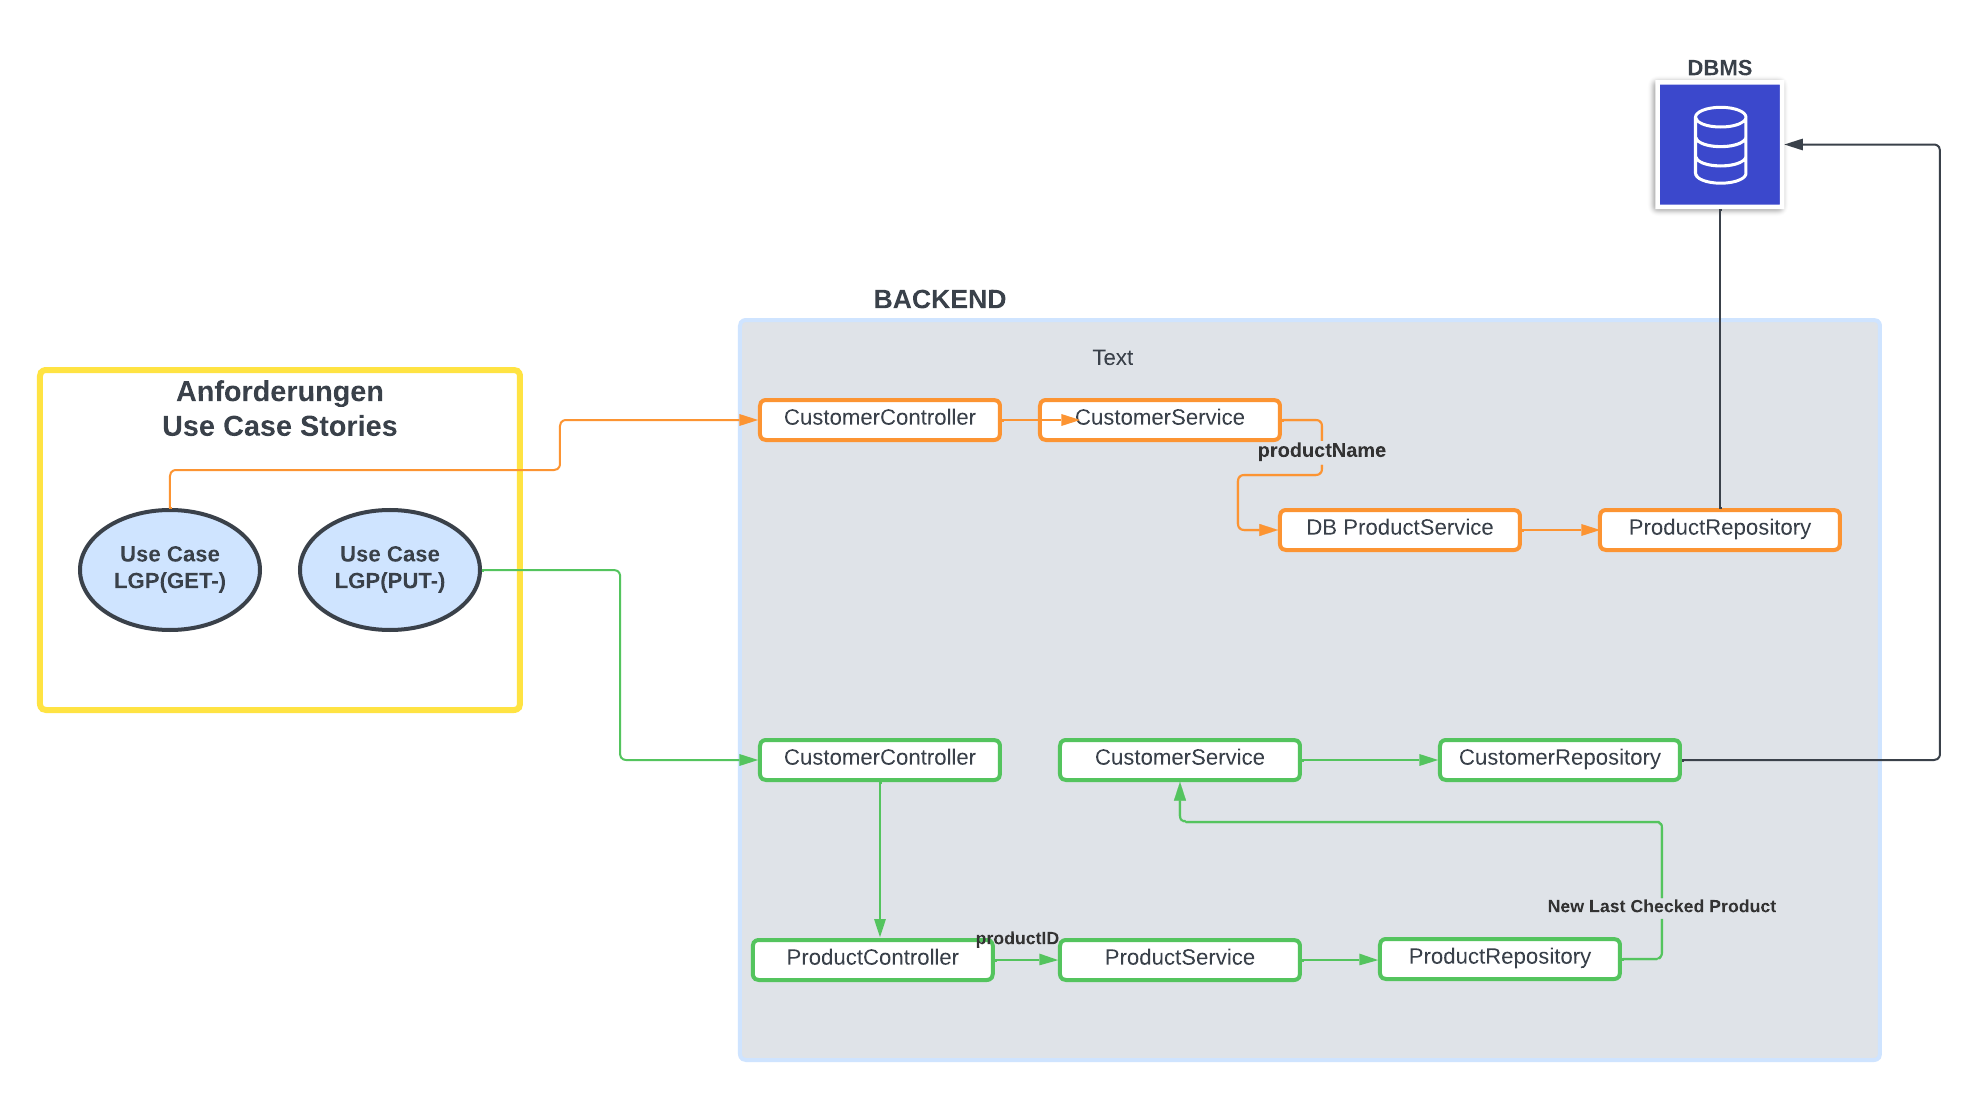 DBMS
BACKEND
Text
Anforderungen
Use Case Stories
CustomerController
CustomerService
productName
Use Case
LGP(GET-)
Use Case
LGP(PUT-)
DB ProductService
ProductRepository
CustomerController
CustomerService
CustomerRepository
New Last Checked Product
productID
ProductController
ProductService
ProductRepository